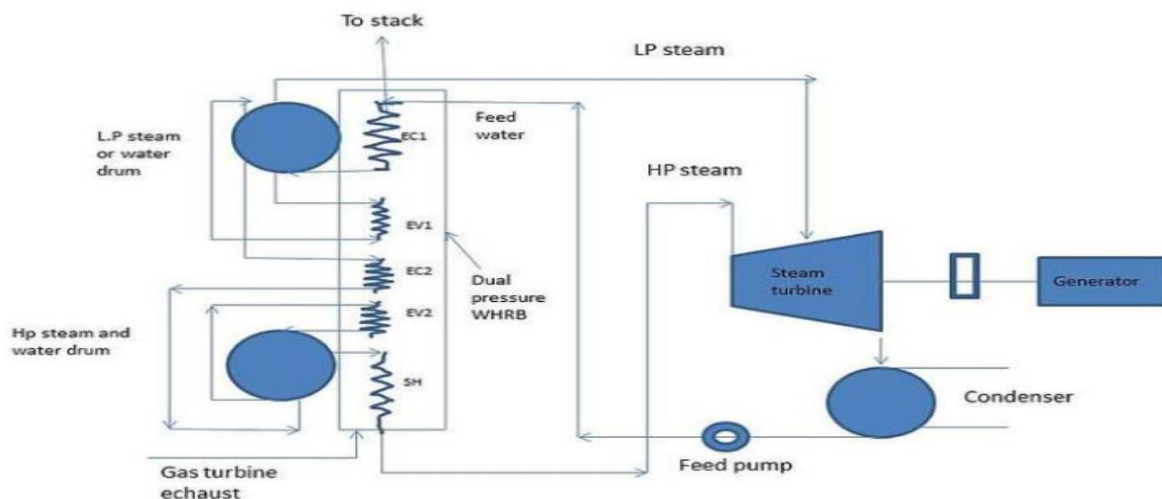 To stack
LP steam
Feed
water
EC1
L.P steam
or water
drum
HP steam
EV1
EC2
Dual
pressure
WHRB
Steam
turbine
Generator
EV2
Hp steam and
water drum
SH
Condenser
Gas turbine
echaust
Feed pump